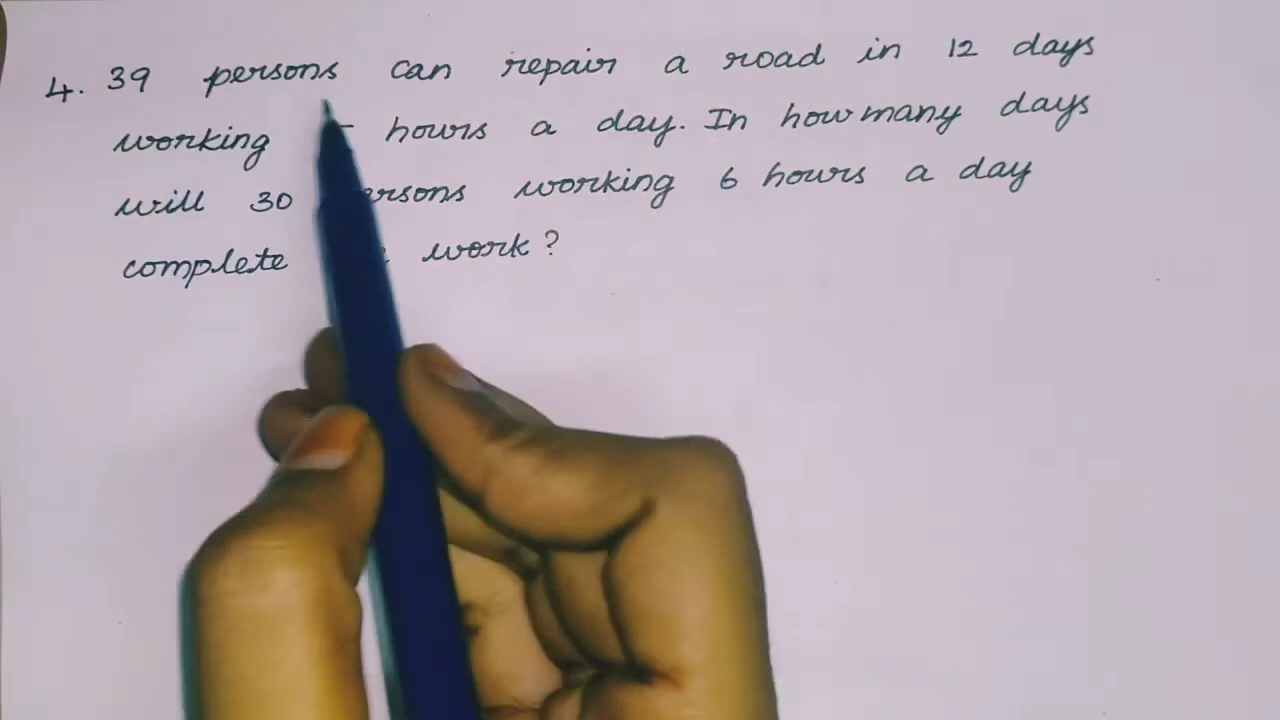 4. 39 persons can repair a road in 12 days
working hours a day. In how many days
will 30 persons working 6 hours a day
complete work?